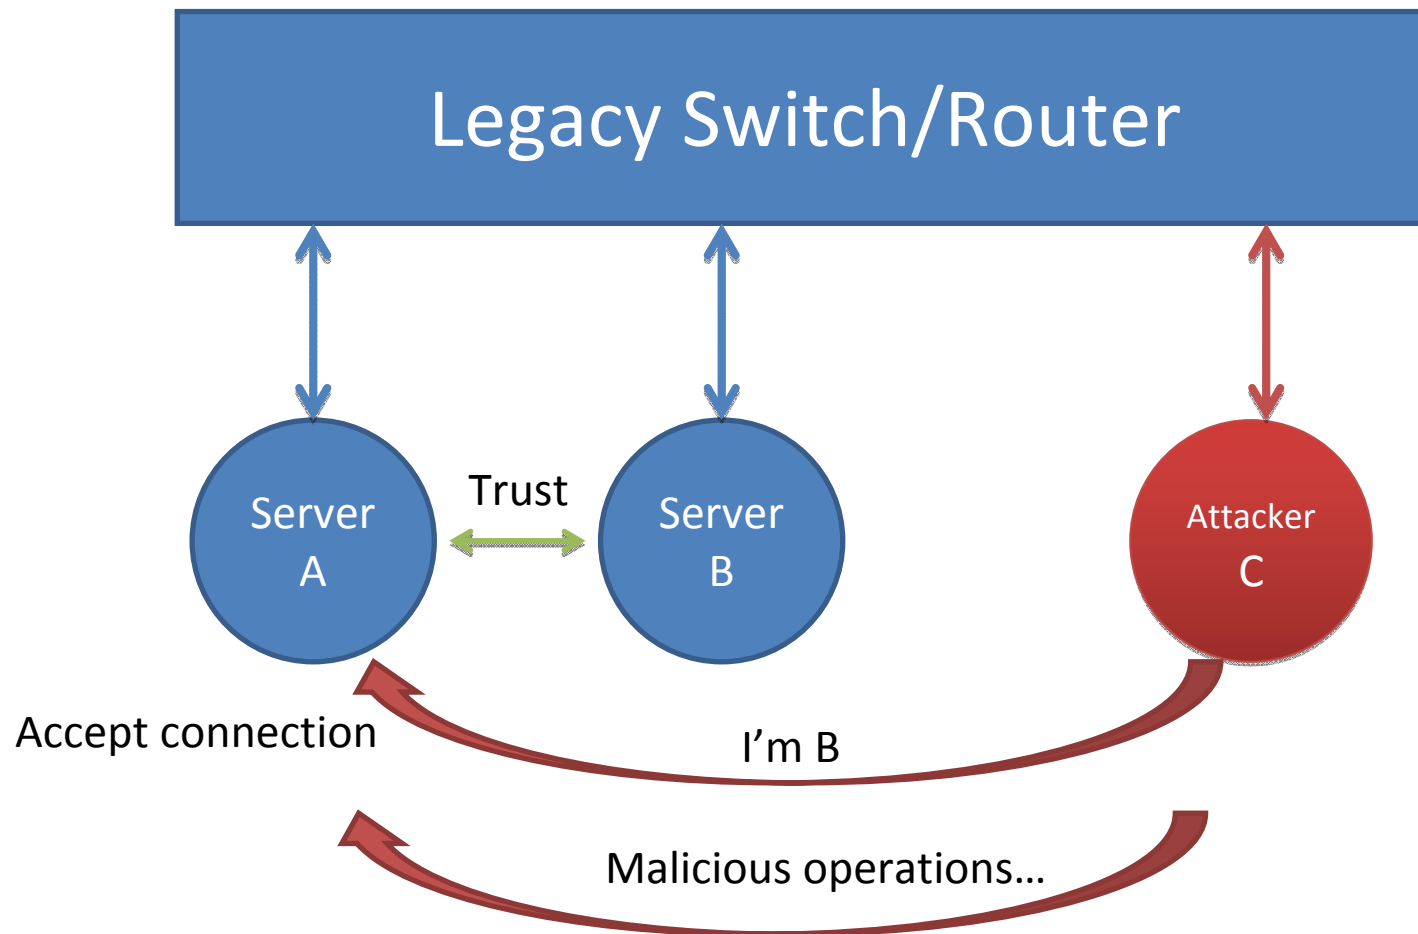 Legacy Switch/Router
Trust
Server
A
Server
B
Attacker
C
Accept connection
I’m B
Malicious operations…